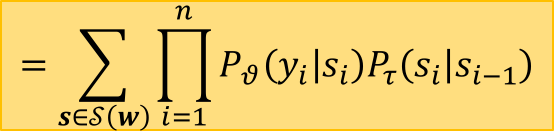 = ∑_{𝒔∈𝒮(𝒘)} ∏_{i=1}^{n} P_ϑ(y_i|s_i)P_τ(s_i|s_{i−1})